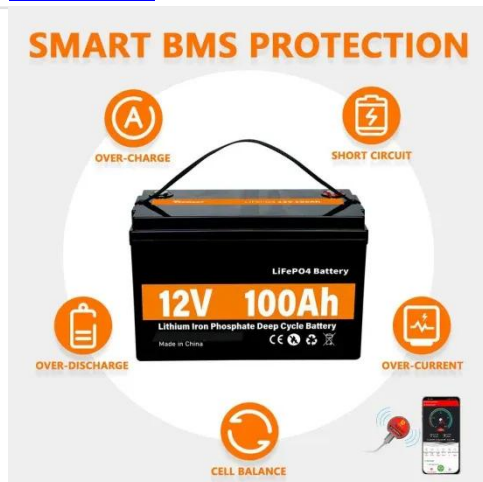 SMART BMS PROTECTION
OVER-CHARGE
SHORT CIRCUIT
LiFePO4 Battery
12V 100Ah
Lithium Iron Phosphate Deep Cycle Battery
Made in China
CE
OVER-DISCHARGE
OVER-CURRENT
CELL BALANCE